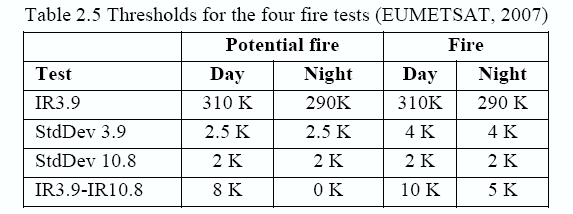 Table 2.5 Thresholds for the four fire tests (EUMETSAT, 2007)
Potential fire Fire
Test Day Night Day Night
IR3.9 310 K 290K 310K 290 K
StdDev 3.9 2.5 K 2.5 K 4 K 4 K
StdDev 10.8 2 K 2 K 2 K 2 K
IR3.9-IR10.8 8 K 0 K 10 K 5 K